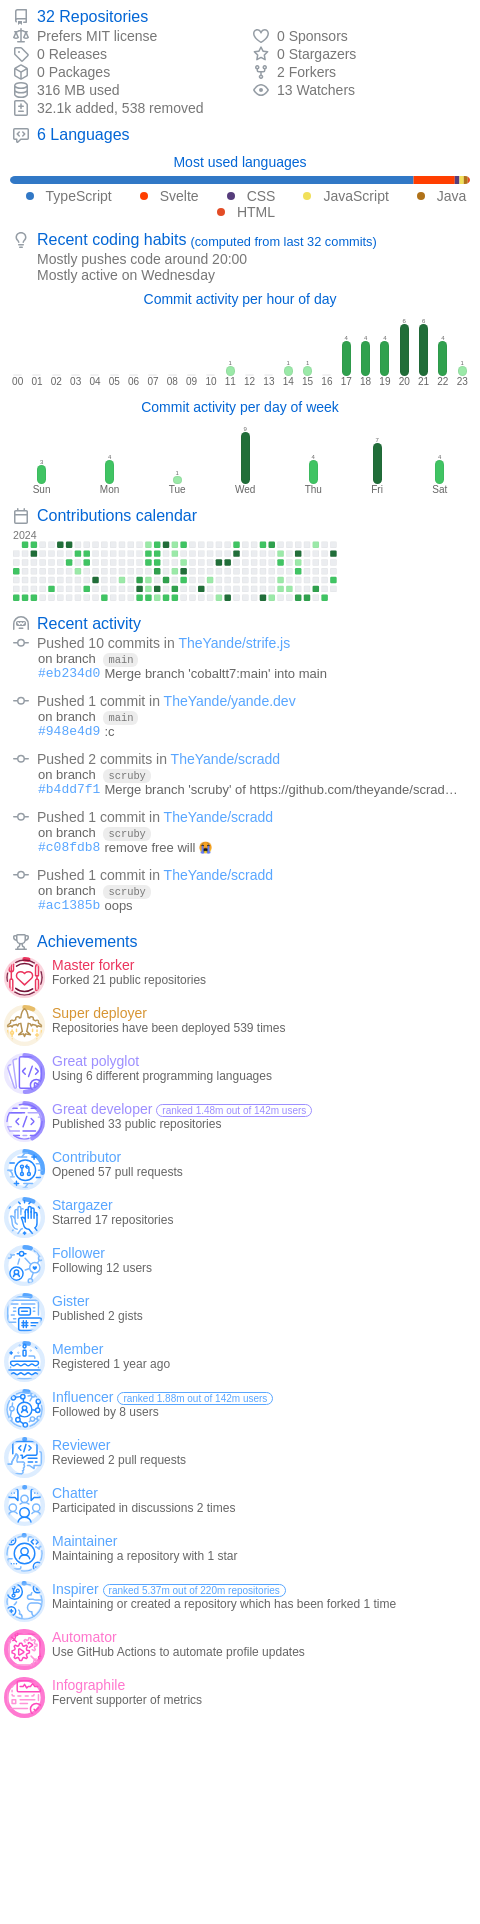 32 Repositories
Prefers MIT license
0 Sponsors
0 Releases
0 Stargazers
0 Packages
2 Forkers
316 MB used
13 Watchers
32.1k added, 538 removed
6 Languages
Most used languages
TypeScript Svelte CSS JavaScript Java
HTML
Recent coding habits (computed from last 32 commits)
Mostly pushes code around 20:00
Mostly active on Wednesday
Commit activity per hour of day
1 1 1 4 4 4 6 6 4 1
00 01 02 03 04 05 06 07 08 09 10 11 12 13 14 15 16 17 18 19 20 21 22 23
Commit activity per day of week
3 4 1 9 4 7 4
Sun Mon Tue Wed Thu Fri Sat
Contributions calendar
2024
Recent activity
Pushed 10 commits in TheYande/strife.js
on branch main
#eb234d0 Merge branch 'cobaltt7:main' into main
Pushed 1 commit in TheYande/yande.dev
on branch main
#948e4d9 :c
Pushed 2 commits in TheYande/scradd
on branch scruby
#b4dd7f1 Merge branch 'scruby' of https://github.com/theyande/scrad…
Pushed 1 commit in TheYande/scradd
on branch scruby
#c08fdb8 remove free will 😭
Pushed 1 commit in TheYande/scradd
on branch scruby
#ac1385b oops
Achievements
Master forker
Forked 21 public repositories
Super deployer
Repositories have been deployed 539 times
Great polyglot
Using 6 different programming languages
Great developer ranked 1.48m out of 142m users
Published 33 public repositories
Contributor
Opened 57 pull requests
Stargazer
Starred 17 repositories
Follower
Following 12 users
Gister
Published 2 gists
Member
Registered 1 year ago
Influencer ranked 1.88m out of 142m users
Followed by 8 users
Reviewer
Reviewed 2 pull requests
Chatter
Participated in discussions 2 times
Maintainer
Maintaining a repository with 1 star
Inspirer ranked 5.37m out of 220m repositories
Maintaining or created a repository which has been forked 1 time
Automator
Use GitHub Actions to automate profile updates
Infographile
Fervent supporter of metrics